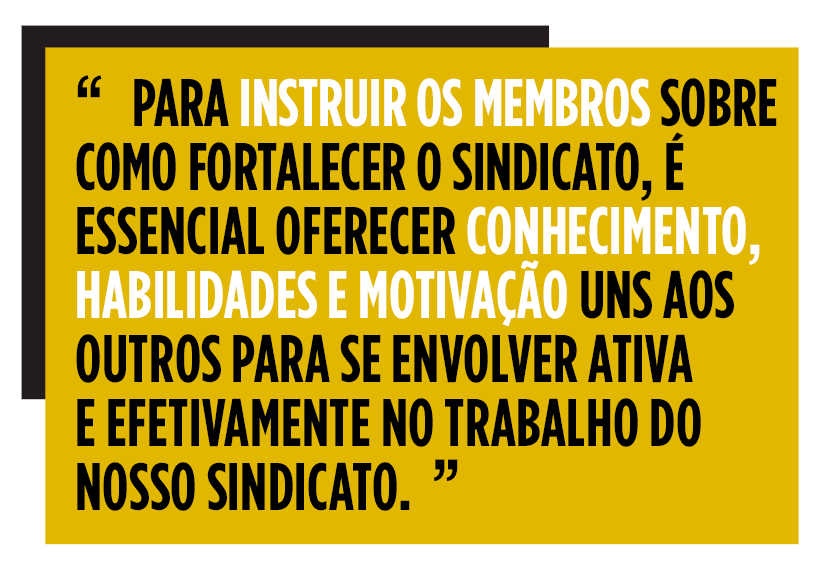 “ PARA INSTRUIR OS MEMBROS SOBRE
COMO FORTALECER O SINDICATO, É
ESSENCIAL OFERECER CONHECIMENTO,
HABILIDADES E MOTIVAÇÃO UNS AOS
OUTROS PARA SE ENVOLVER ATIVA
E EFETIVAMENTE NO TRABALHO DO
NOSSO SINDICATO. ”